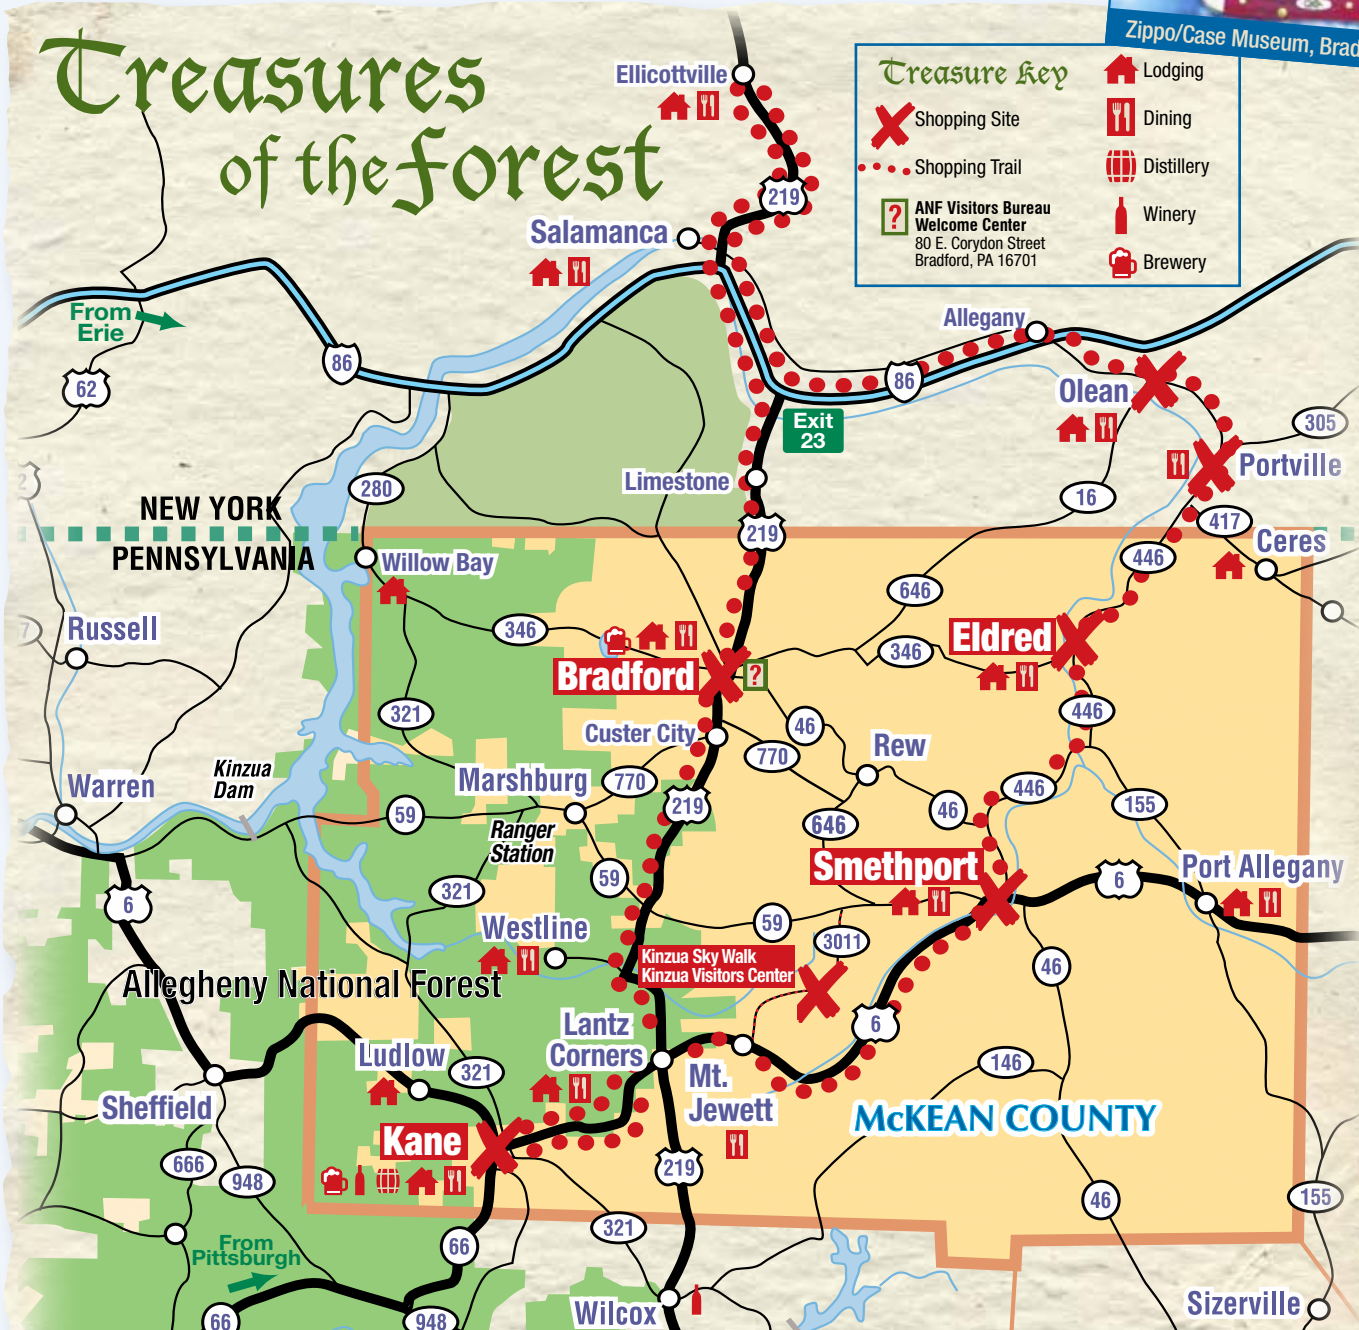 Zippo/Case Museum, Brad
Treasures
of the Forest
Treasure Key
Shopping Site
Shopping Trail
?
ANF Visitors Bureau
Welcome Center
80 E. Corydon Street
Bradford, PA 16701
Lodging
Dining
Distillery
Winery
Brewery
Ellicottville
219
Salamanca
From
Erie
86
62
Allegany
86
Olean
Exit
23
305
Portville
Limestone
280
16
NEW YORK
PENNSYLVANIA
219
417
Ceres
446
Willow Bay
646
Russell
346
346
Eldred
Bradford
?
321
446
Custer City
46
Rew
770
Kinzua
Dam
Warren
Marshburg
770
219
446
155
59
46
646
Ranger
Station
Smethport
Port Allegany
59
6
321
6
59
Westline
3011
Kinzua Sky Walk
Kinzua Visitors Center
46
Allegheny National Forest
Lantz
Corners
6
Ludlow
321
146
Mt.
Jewett
Sheffield
McKEAN COUNTY
Kane
666
948
219
46
155
321
From
Pittsburgh
66
Wilcox
Sizerville
66
948